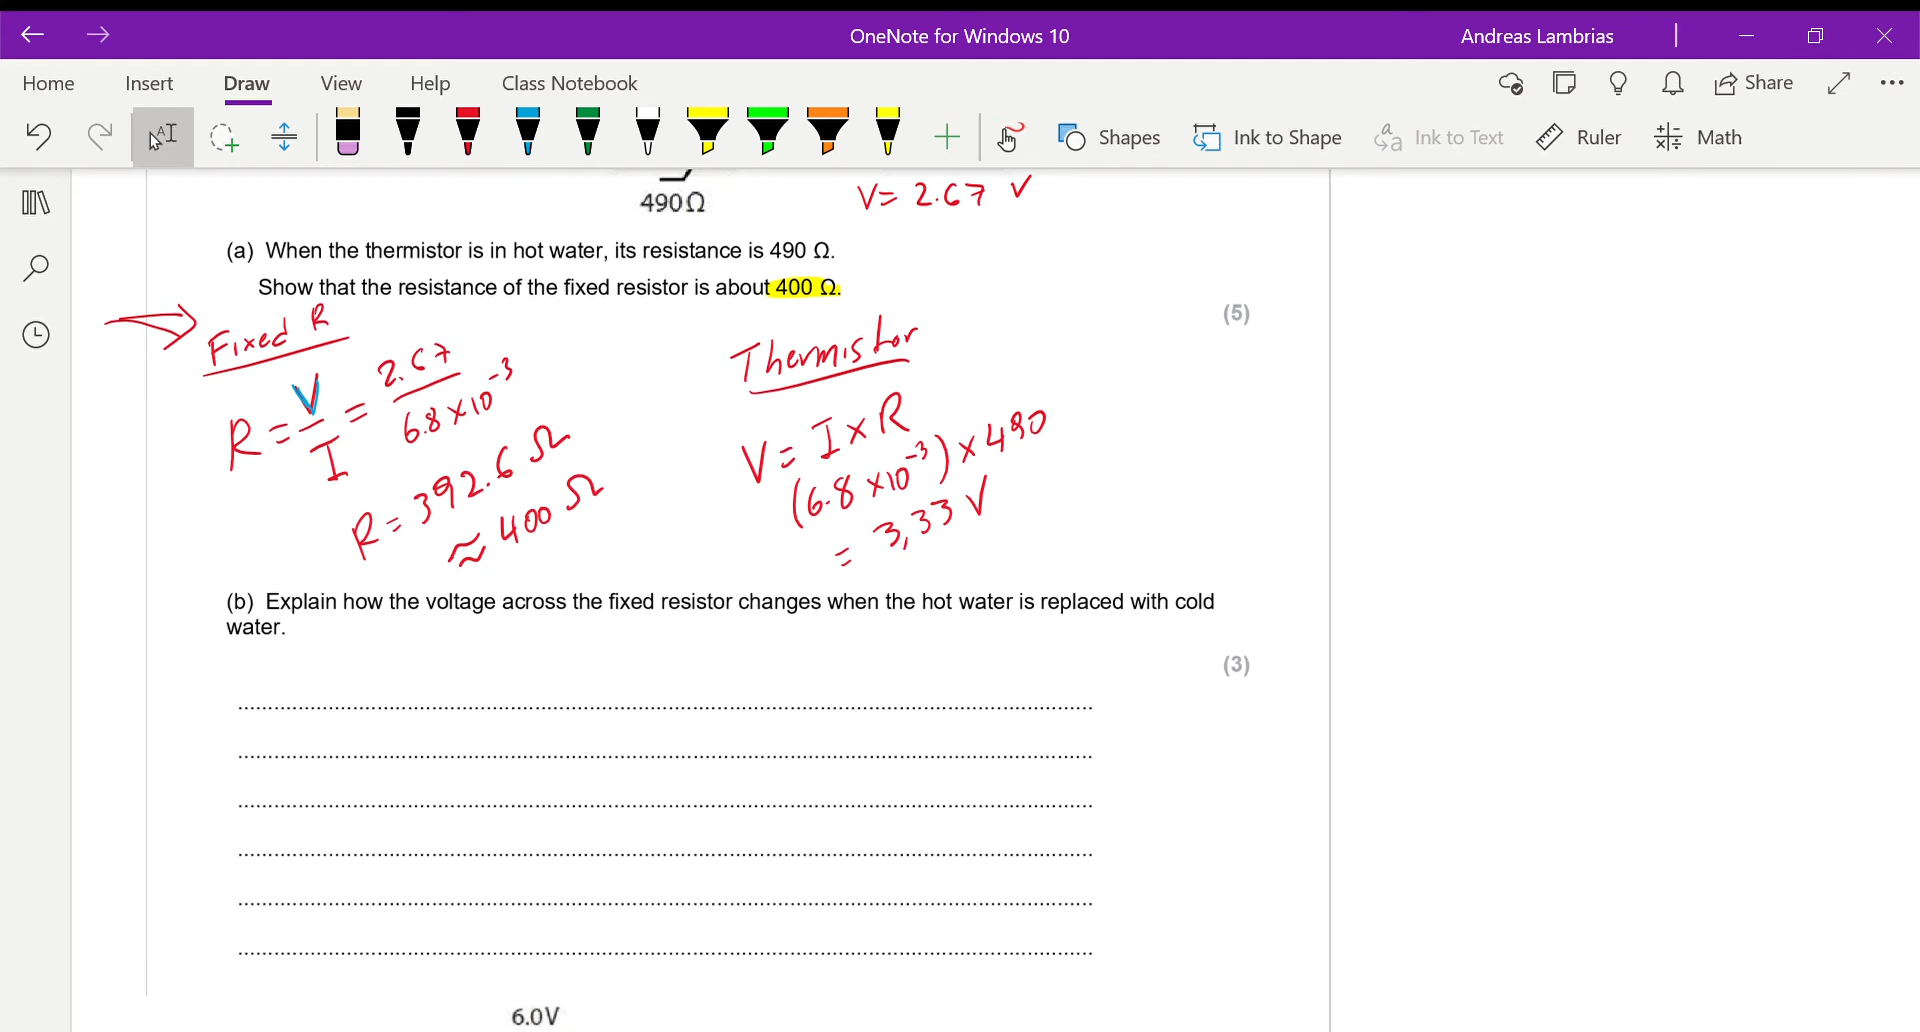 OneNote for Windows 10
Andreas Lambrias
Home Insert Draw View Help Class Notebook
Share
Shapes Ink to Shape Ink to Text Ruler Math
490Ω
V= 2.67 V
(a) When the thermistor is in hot water, its resistance is 490 Ω.
Show that the resistance of the fixed resistor is about 400 Ω.
(5)
Fixed R
R = V/I = 2.67/6.8×10⁻³
R = 392.6 Ω
≈ 400 Ω
Thermistor
V = I × R
(6.8 ×10⁻³) × 490
= 3,33 V
(b) Explain how the voltage across the fixed resistor changes when the hot water is replaced with cold
water.
(3)
6.0V